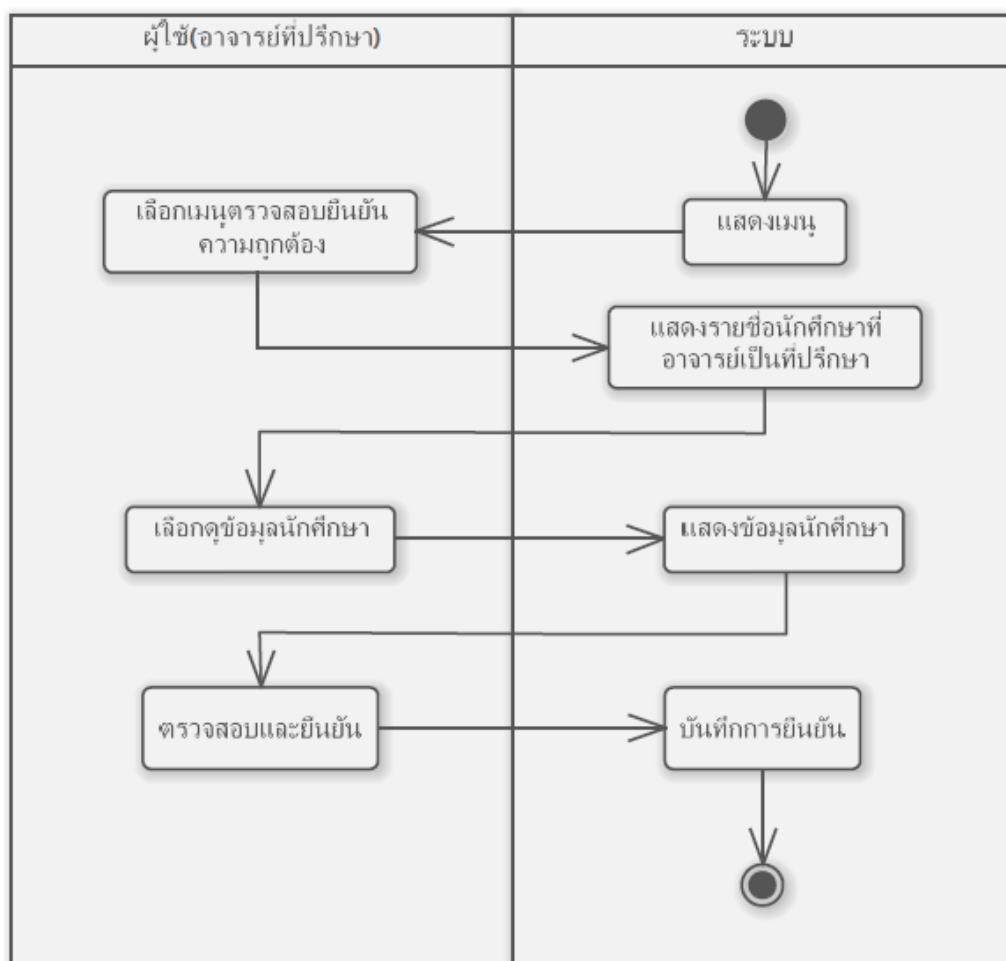 ผู้ใช้(อาจารย์ที่ปรึกษา)
ระบบ
แสดงเมนู
เลือกเมนูตรวจสอบยืนยัน
ความถูกต้อง
แสดงรายชื่อนักศึกษาที่
อาจารย์เป็นที่ปรึกษา
เลือกดูข้อมูลนักศึกษา
แสดงข้อมูลนักศึกษา
ตรวจสอบและยืนยัน
บันทึกการยืนยัน